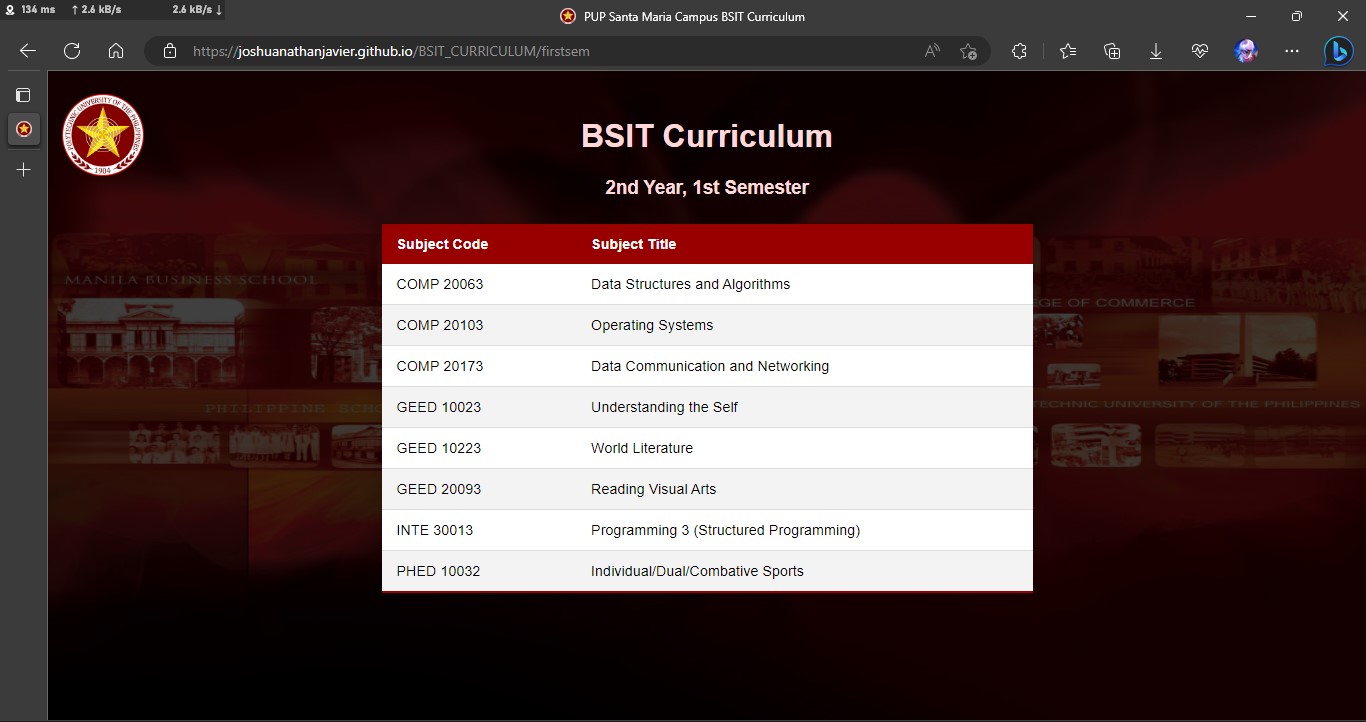 134 ms ↑ 2.6 kB/s 2.6 kB/s ↓
PUP Santa Maria Campus BSIT Curriculum
https://joshuanathanjavier.github.io/BSIT_CURRICULUM/firstsem
POLYTECHNIC UNIVERSITY OF THE PHILIPPINES
1904
BSIT Curriculum
2nd Year, 1st Semester
Subject Code Subject Title
COMP 20063 Data Structures and Algorithms
COMP 20103 Operating Systems
COMP 20173 Data Communication and Networking
GEED 10023 Understanding the Self
GEED 10223 World Literature
GEED 20093 Reading Visual Arts
INTE 30013 Programming 3 (Structured Programming)
PHED 10032 Individual/Dual/Combative Sports
MANILA BUSINESS SCHOOL
GE OF COMMERCE
PHILIPPINE SCHO
TECHNIC UNIVERSITY OF THE PHILIPPINES